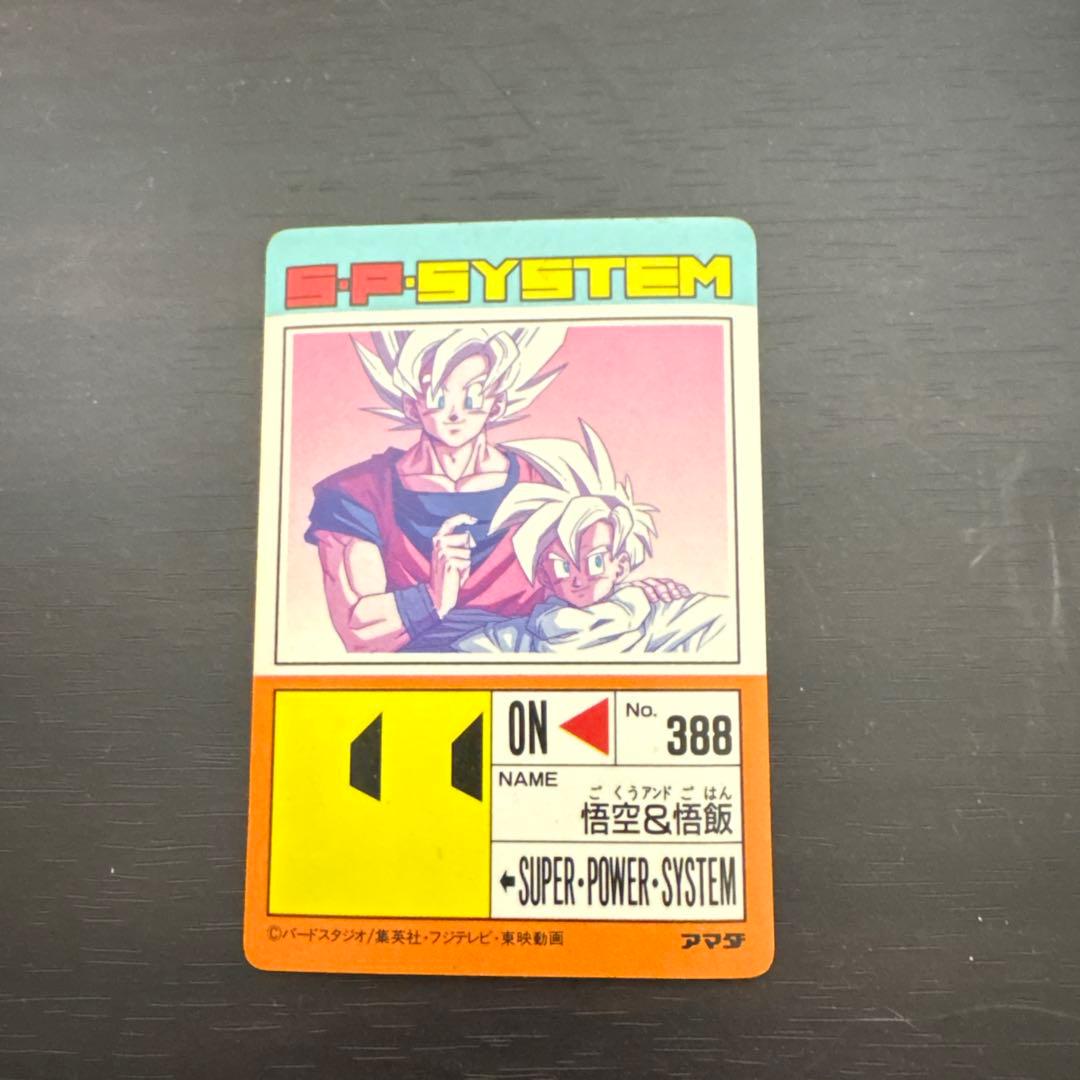 S·P·SYSTEM
ON
No.
388
NAME
ごくうアンドごはん
悟空&悟飯
SUPER·POWER·SYSTEM
©バードスタジオ/集英社・フジテレビ・東映動画
アマダ